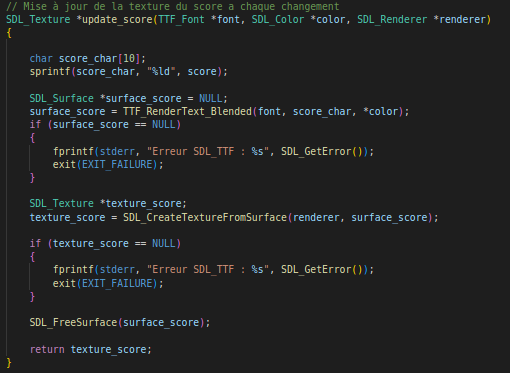 // Mise à jour de la texture du score a chaque changement
SDL_Texture *update_score(TTF_Font *font, SDL_Color *color, SDL_Renderer *renderer)
{
char score_char[10];
sprintf(score_char, "%ld", score);
SDL_Surface *surface_score = NULL;
surface_score = TTF_RenderText_Blended(font, score_char, *color);
if (surface_score == NULL)
{
fprintf(stderr, "Erreur SDL_TTF : %s", SDL_GetError());
exit(EXIT_FAILURE);
}
SDL_Texture *texture_score;
texture_score = SDL_CreateTextureFromSurface(renderer, surface_score);
if (texture_score == NULL)
{
fprintf(stderr, "Erreur SDL_TTF : %s", SDL_GetError());
exit(EXIT_FAILURE);
}
SDL_FreeSurface(surface_score);
return texture_score;
}